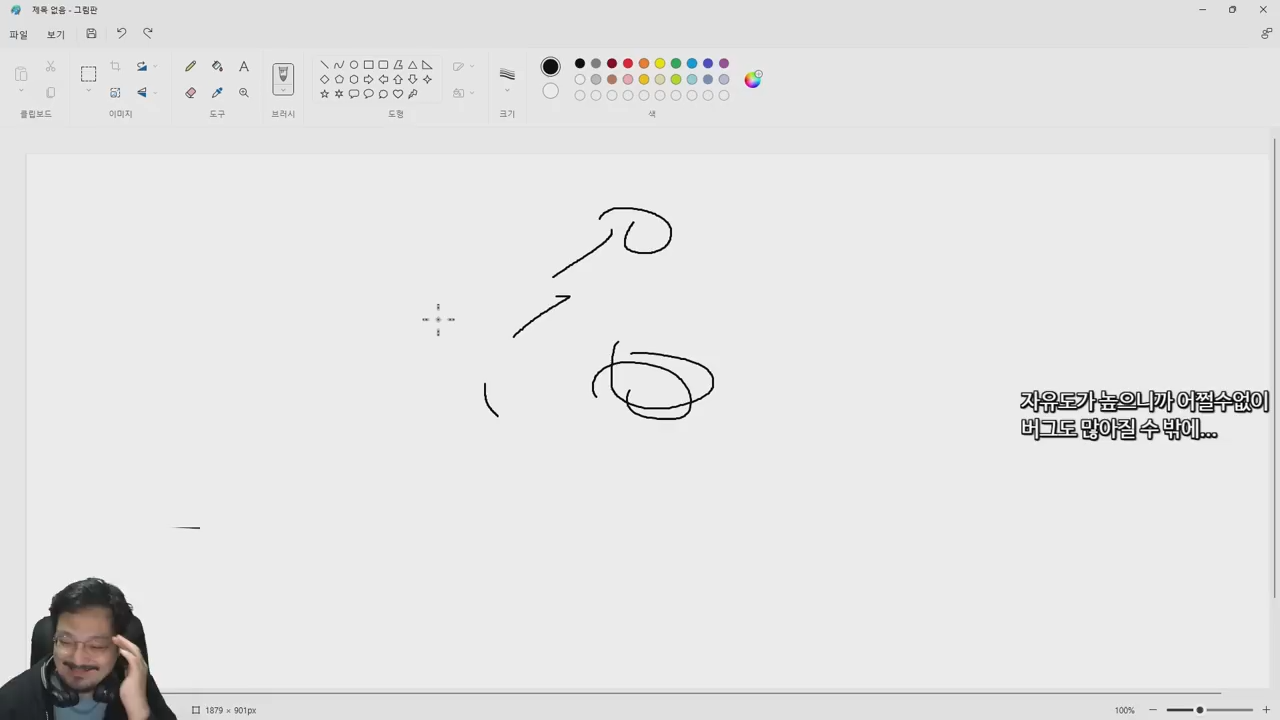 제목 없음 - 그림판
파일 보기
클립보드 이미지 도구 브러시 도형 크기 색
자유도가 높으니까 어쩔수없이
버그도 많아질 수 밖에...
1879 × 901px
100%